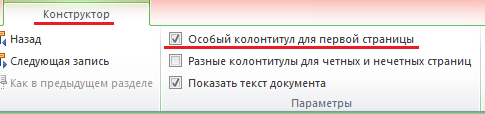 Конструктор
Назад
Следующая запись
Как в предыдущем разделе
Особый колонтитул для первой страницы
Разные колонтитулы для четных и нечетных страниц
Показать текст документа
Параметры